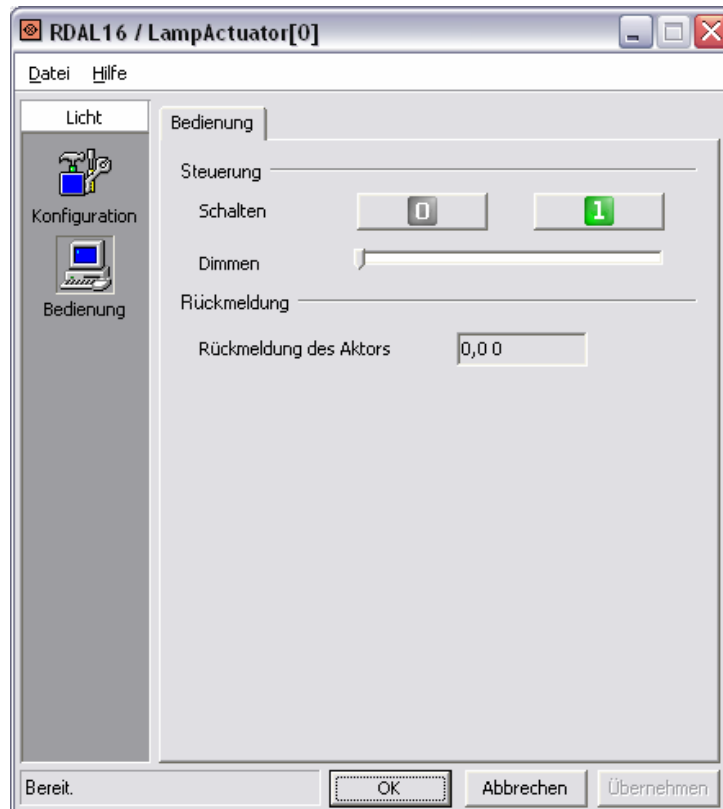 RDAL16 / LampActuator[0]
Datei Hilfe
Licht
Konfiguration
Bedienung
Bedienung
Steuerung
Schalten 0 1
Dimmen
Rückmeldung
Rückmeldung des Aktors 0,0 0
Bereit. OK Abbrechen Übernehmen